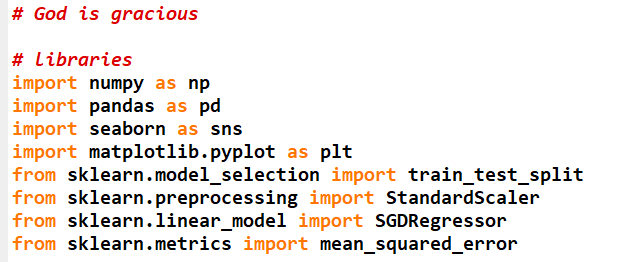 # God is gracious
# libraries
import numpy as np
import pandas as pd
import seaborn as sns
import matplotlib.pyplot as plt
from sklearn.model_selection import train_test_split
from sklearn.preprocessing import StandardScaler
from sklearn.linear_model import SGDRegressor
from sklearn.metrics import mean_squared_error